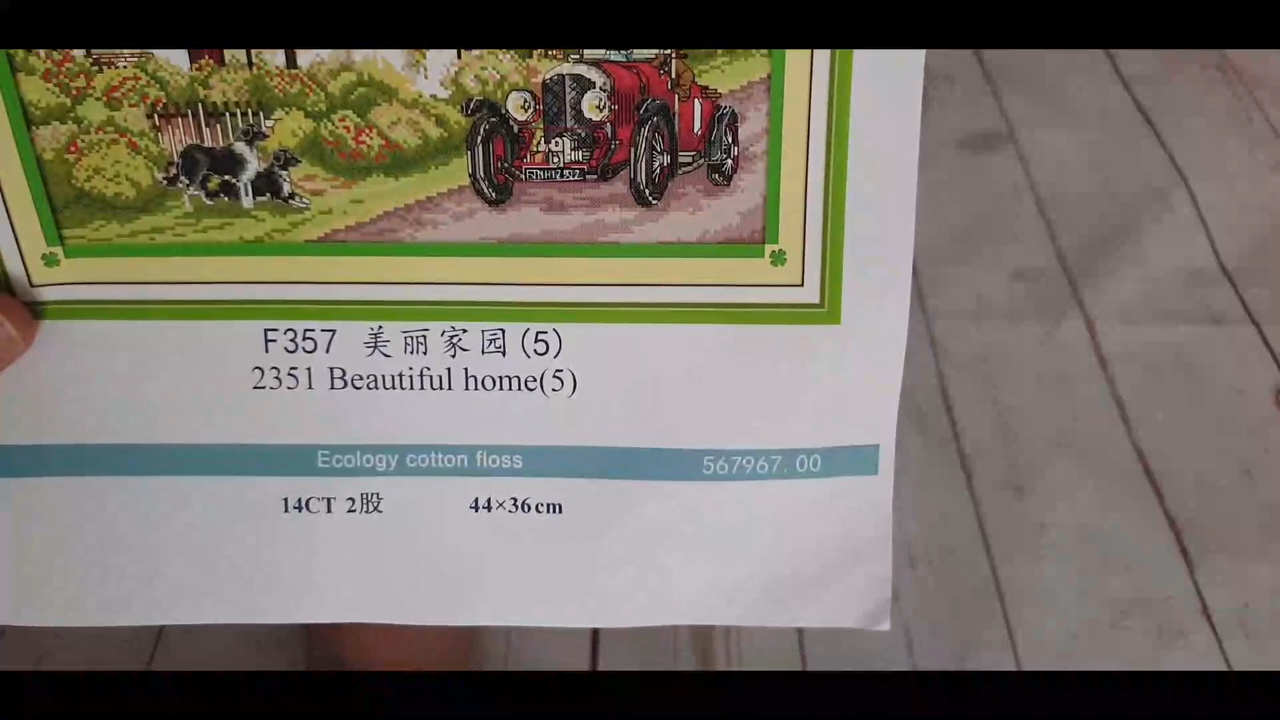 F357 美丽家园(5)
2351 Beautiful home(5)
Ecology cotton floss 567967.00
14CT 2股 44×36cm